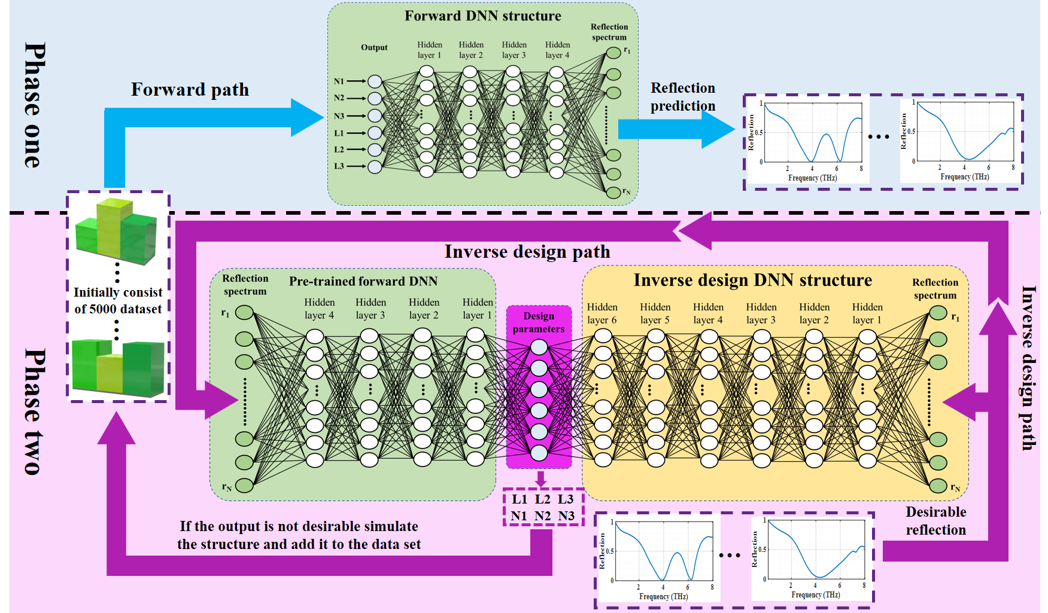 Phase one
Forward path
Forward DNN structure
Output
Hidden
layer 1
Hidden
layer 2
Hidden
layer 3
Hidden
layer 4
Reflection
spectrum
N1
N2
N3
L1
L2
L3
r1
rN
Reflection
prediction
Reflection
1
0.5
0
2
4
6
8
Frequency (THz)
Reflection
1
0.5
0
2
4
6
8
Frequency (THz)
Phase two
Initially consist
of 5000 dataset
Inverse design path
Inverse design path
Pre-trained forward DNN
Reflection
spectrum
Hidden
layer 4
Hidden
layer 3
Hidden
layer 2
Hidden
layer 1
r1
rN
Design
parameters
L1 L2 L3
N1 N2 N3
Inverse design DNN structure
Hidden
layer 6
Hidden
layer 5
Hidden
layer 4
Hidden
layer 3
Hidden
layer 2
Hidden
layer 1
Reflection
spectrum
r1
rN
If the output is not desirable simulate
the structure and add it to the data set
Desirable
reflection
Reflection
1
0.5
0
2
4
6
8
Frequency (THz)
Reflection
1
0.5
0
2
4
6
8
Frequency (THz)